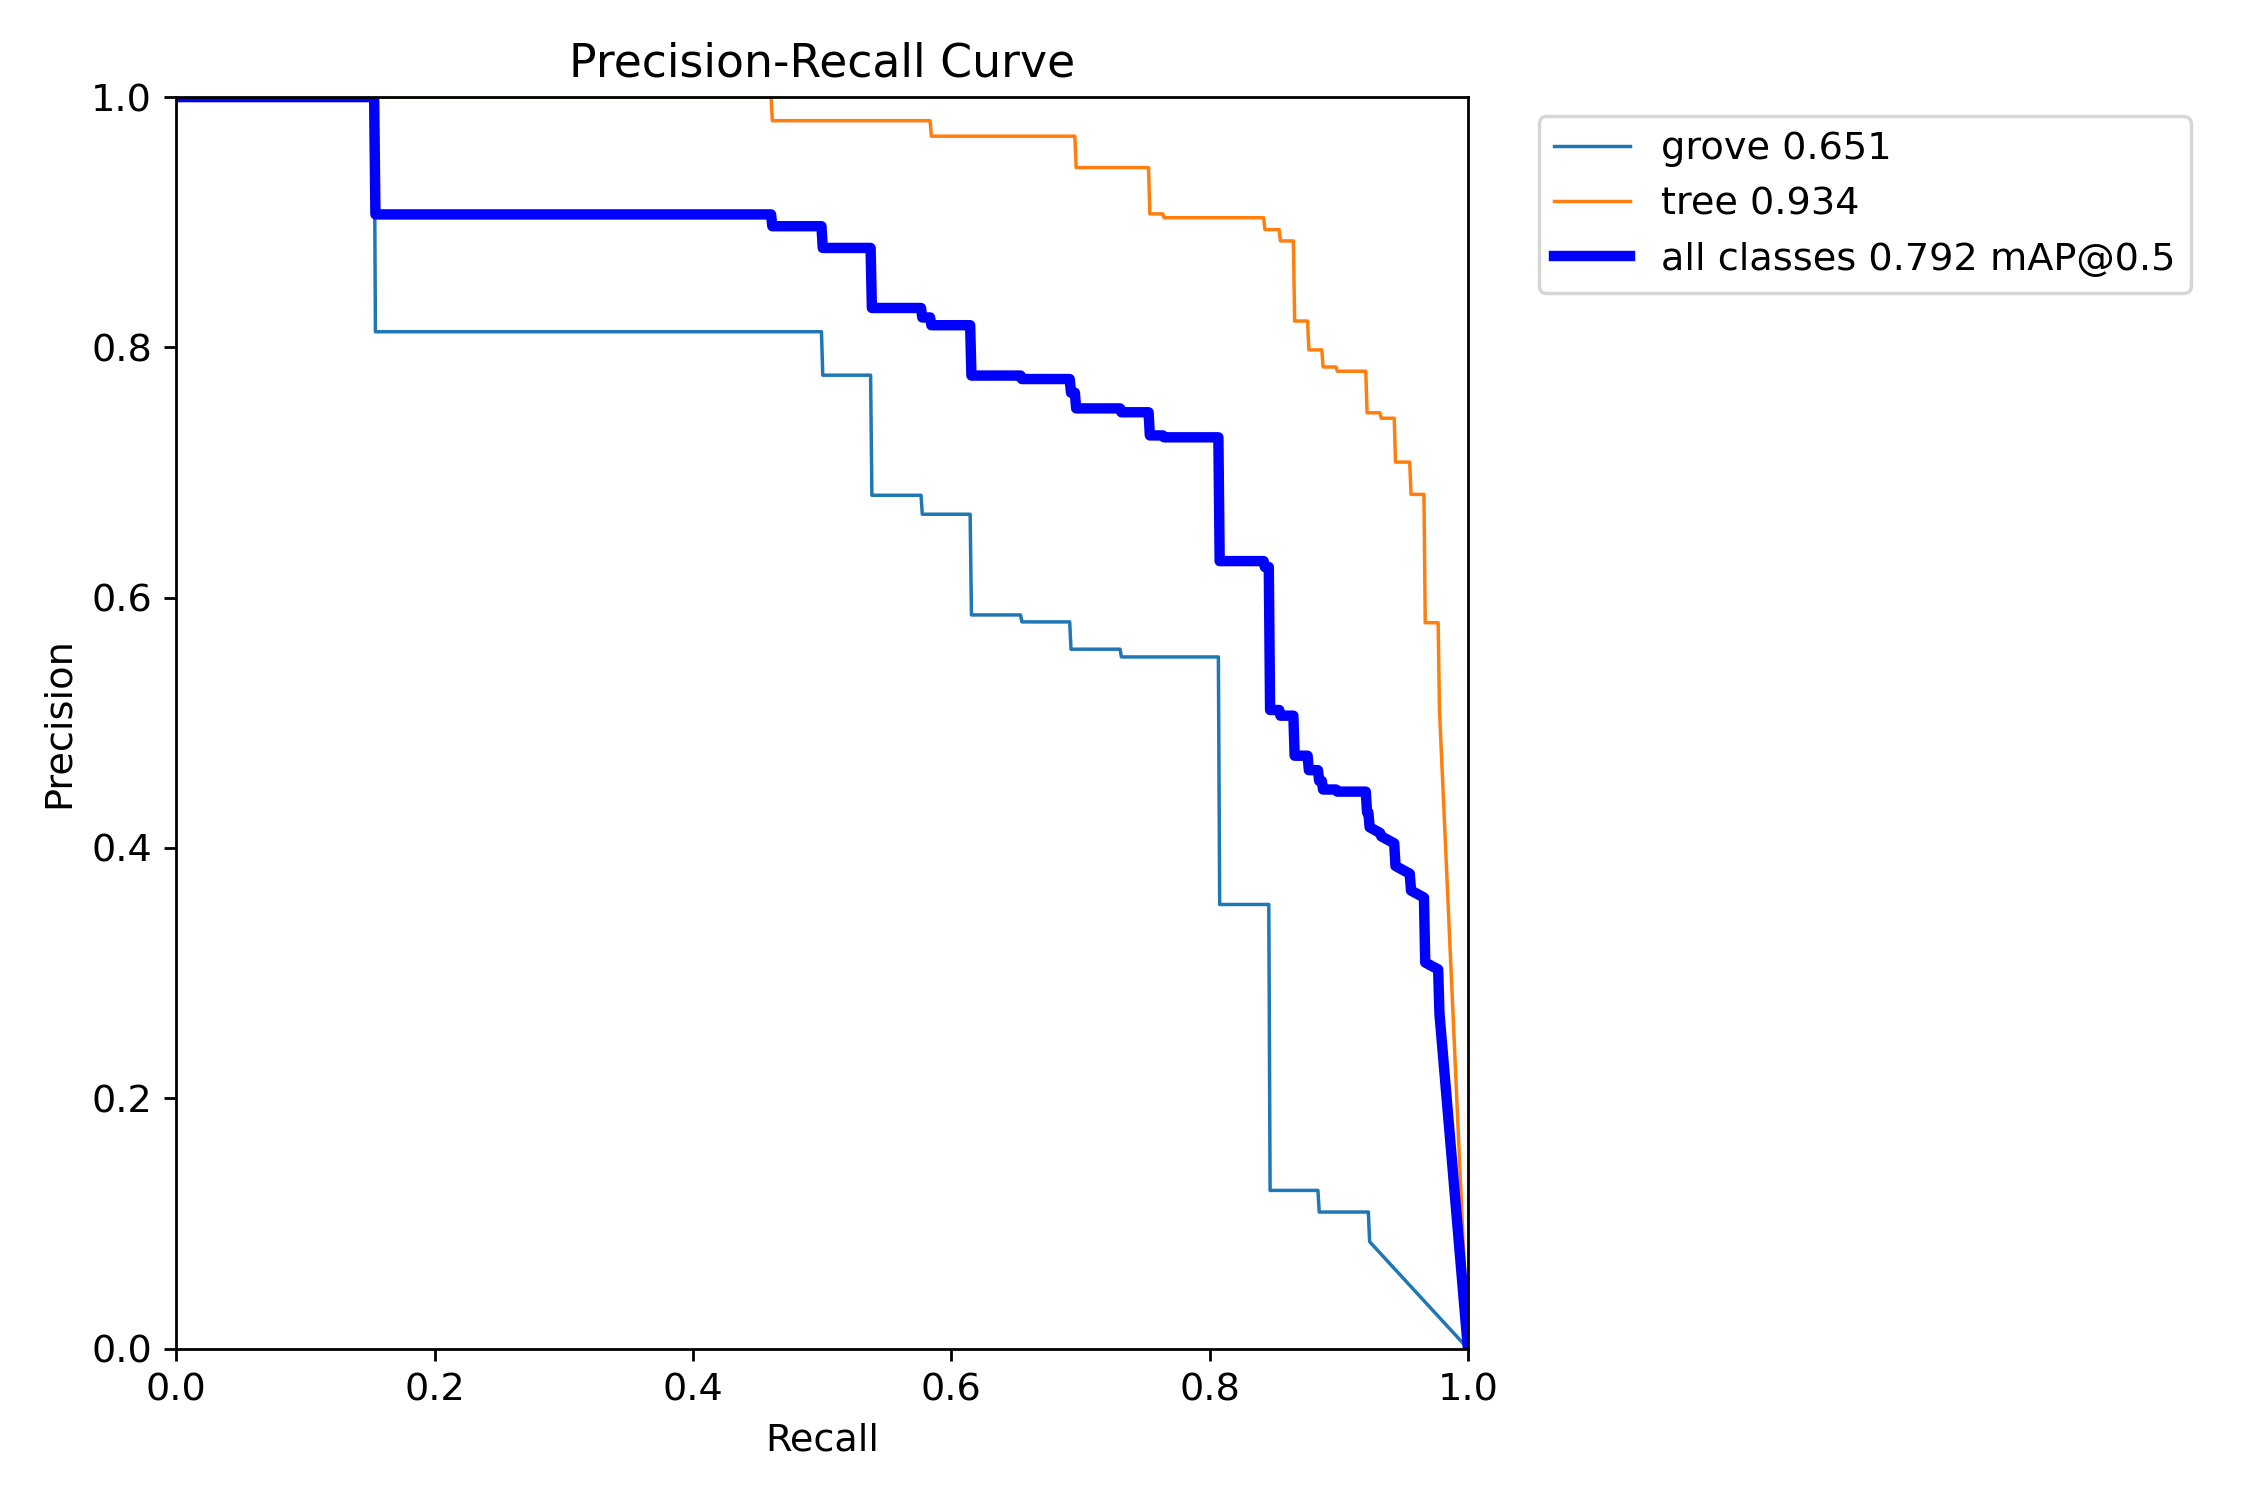 Precision-Recall Curve
1.0
0.8
0.6
0.4
0.2
0.0
Precision
0.0 0.2 0.4 0.6 0.8 1.0
Recall
grove 0.651
tree 0.934
all classes 0.792 mAP@0.5